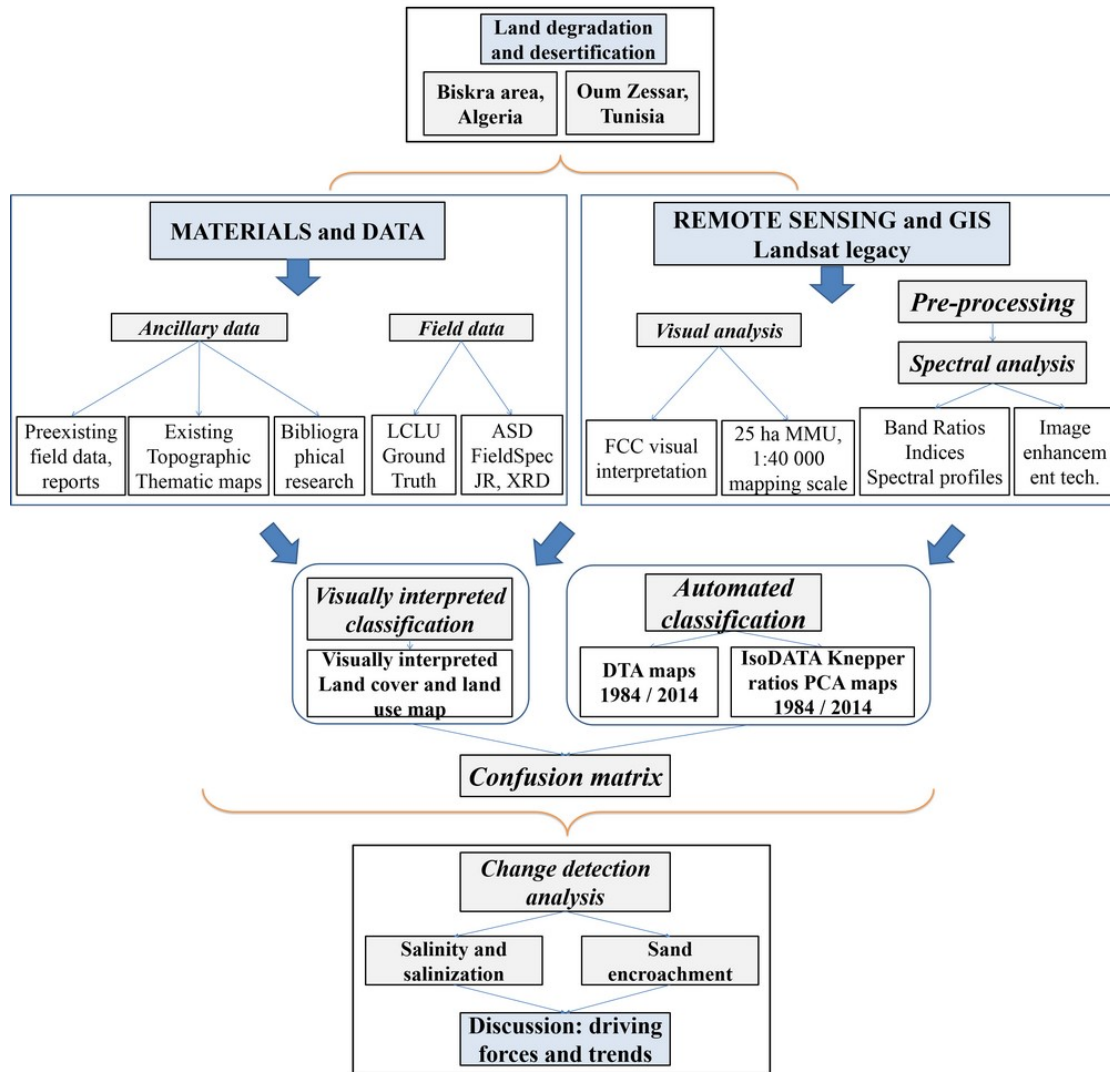 Land degradation
and desertification
Biskra area,
Algeria
Oum Zessar,
Tunisia
MATERIALS and DATA
Ancillary data
Field data
Preexisting
field data,
reports
Existing
Topographic
Thematic maps
Bibliogra
phical
research
LCLU
Ground
Truth
ASD
FieldSpec
JR, XRD
REMOTE SENSING and GIS
Landsat legacy
Visual analysis
Pre-processing
Spectral analysis
FCC visual
interpretation
25 ha MMU,
1:40 000
mapping scale
Band Ratios
Indices
Spectral profiles
Image
enhancem
ent tech.
Visually interpreted
classification
Visually interpreted
Land cover and land
use map
Automated
classification
DTA maps
1984 / 2014
IsoDATA Knepper
ratios PCA maps
1984 / 2014
Confusion matrix
Change detection
analysis
Salinity and
salinization
Sand
encroachment
Discussion: driving
forces and trends